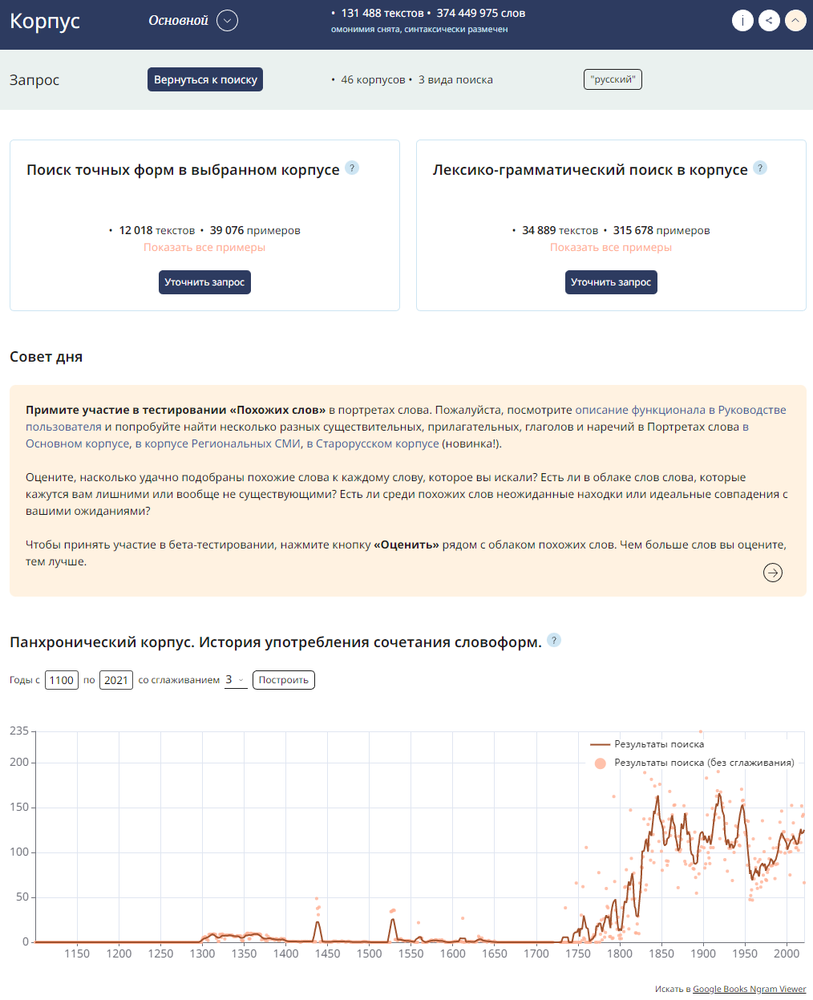 Корпус
Основной
• 131 488 текстов • 374 449 975 слов
омонимия снята, синтаксически размечен
i
Запрос
Вернуться к поиску
• 46 корпусов • 3 вида поиска
"русский"
Поиск точных форм в выбранном корпусе ?
• 12 018 текстов • 39 076 примеров
Показать все примеры
Уточнить запрос
Лексико-грамматический поиск в корпусе ?
• 34 889 текстов • 315 678 примеров
Показать все примеры
Уточнить запрос
Совет дня
Примите участие в тестировании «Похожих слов» в портретах слова. Пожалуйста, посмотрите описание функционала в Руководстве
пользователя и попробуйте найти несколько разных существительных, прилагательных, глаголов и наречий в Портретах слова в
Основном корпусе, в корпусе Региональных СМИ, в Старорусском корпусе (новинка!).
Оцените, насколько удачно подобраны похожие слова к каждому слову, которое вы искали? Есть ли в облаке слов слова, которые
кажутся вам лишними или вообще не существующими? Есть ли среди похожих слов неожиданные находки или идеальные совпадения с
вашими ожиданиями?
Чтобы принять участие в бета-тестировании, нажмите кнопку «Оценить» рядом с облаком похожих слов. Чем больше слов вы оцените,
тем лучше.
Панхронический корпус. История употребления сочетания словоформ. ?
Годы с 1100 по 2021 со сглаживанием 3 Построить
Результаты поиска
Результаты поиска (без сглаживания)
235
200
150
100
50
0
1150 1200 1250 1300 1350 1400 1450 1500 1550 1600 1650 1700 1750 1800 1850 1900 1950 2000
Искать в Google Books Ngram Viewer